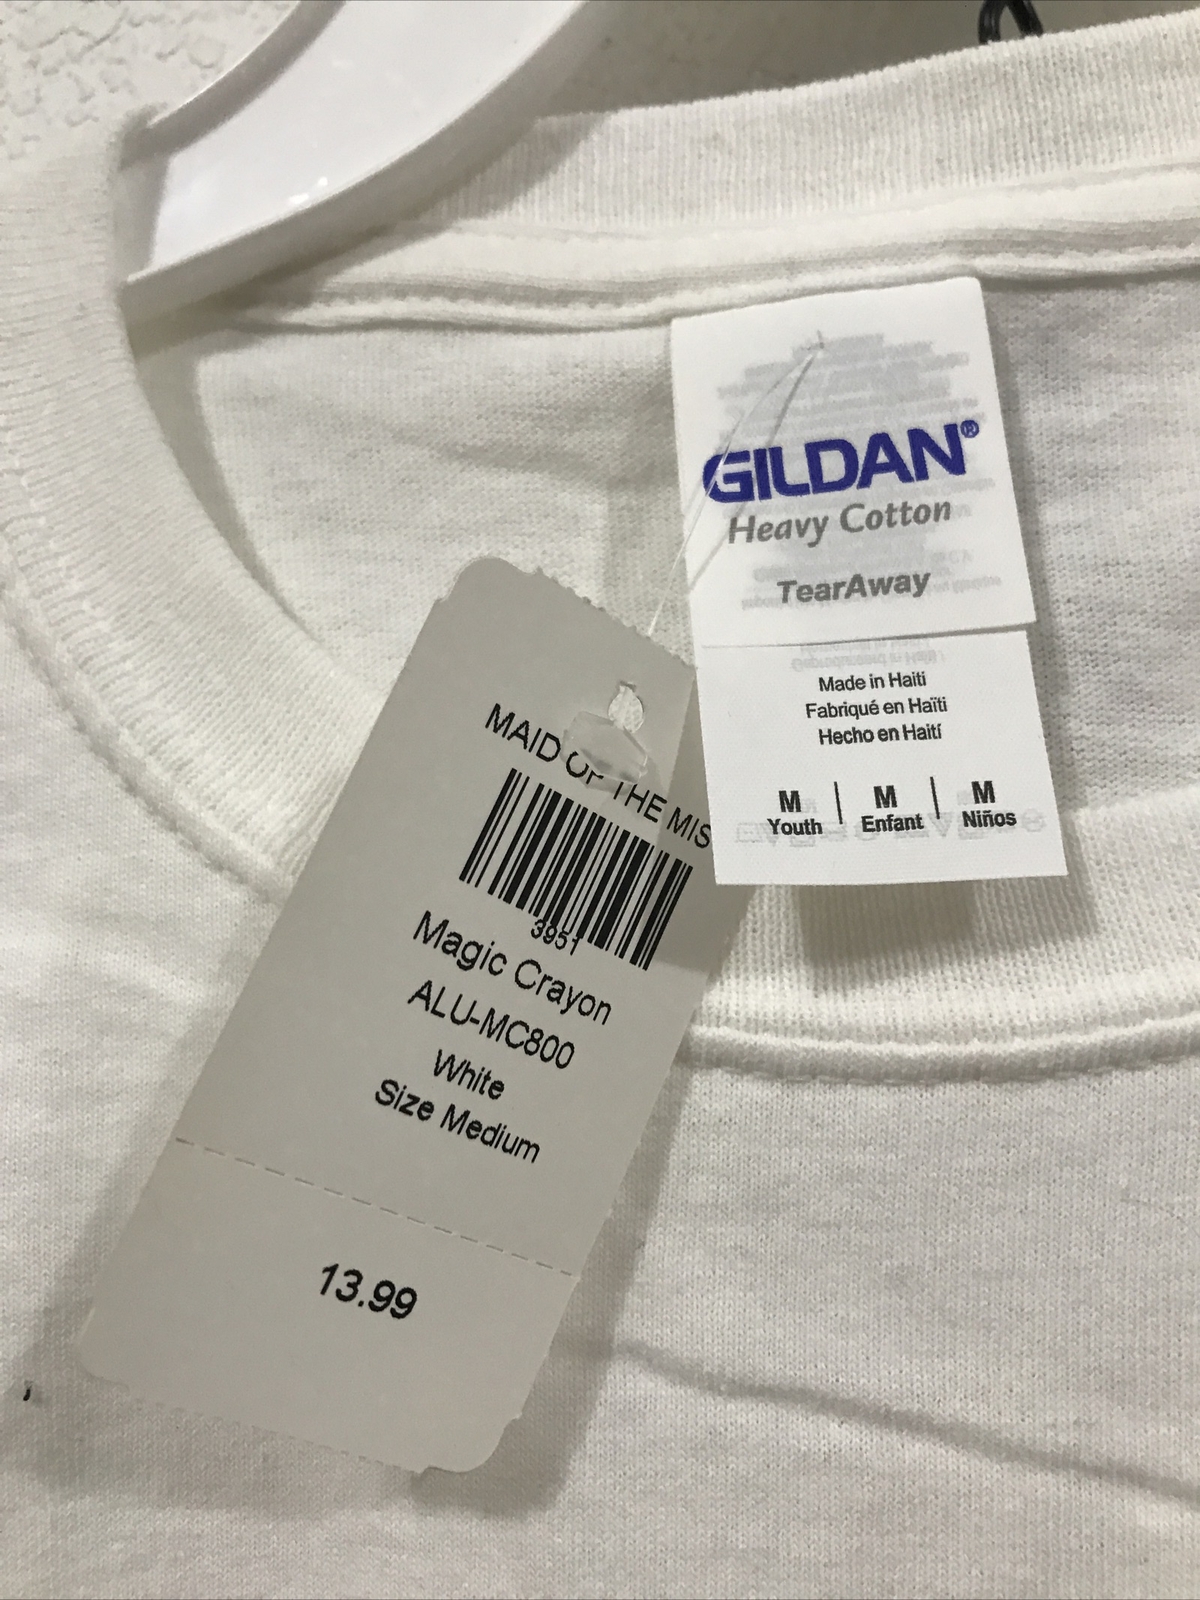 GILDAN®
Heavy Cotton
TearAway
Made in Haiti
Fabriqué en Haïti
Hecho en Haití
M | M | M
Youth Enfant Niños
MAID OF THE MIS
3951
Magic Crayon
ALU-MC800
White
Size Medium
13.99